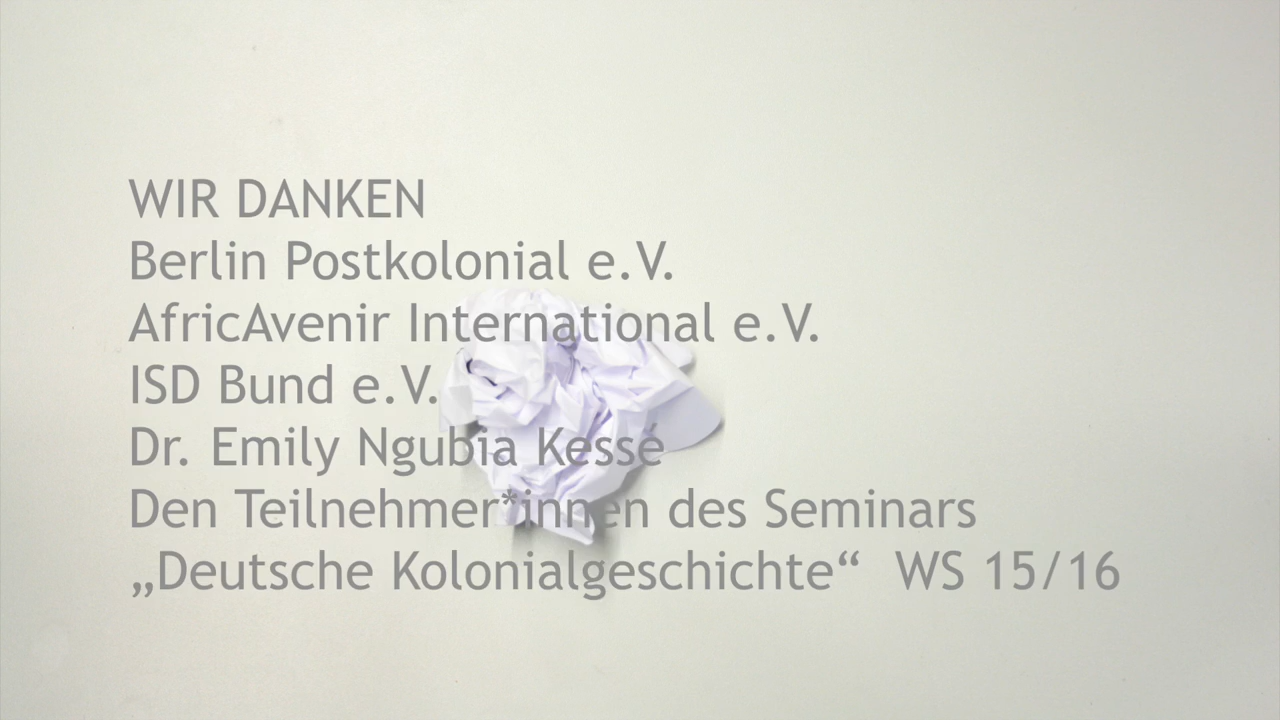 WIR DANKEN
Berlin Postkolonial e.V.
AfricAvenir International e.V.
ISD Bund e.V.
Dr. Emily Ngubia Kessé
Den Teilnehmer*innen des Seminars
„Deutsche Kolonialgeschichte“ WS 15/16